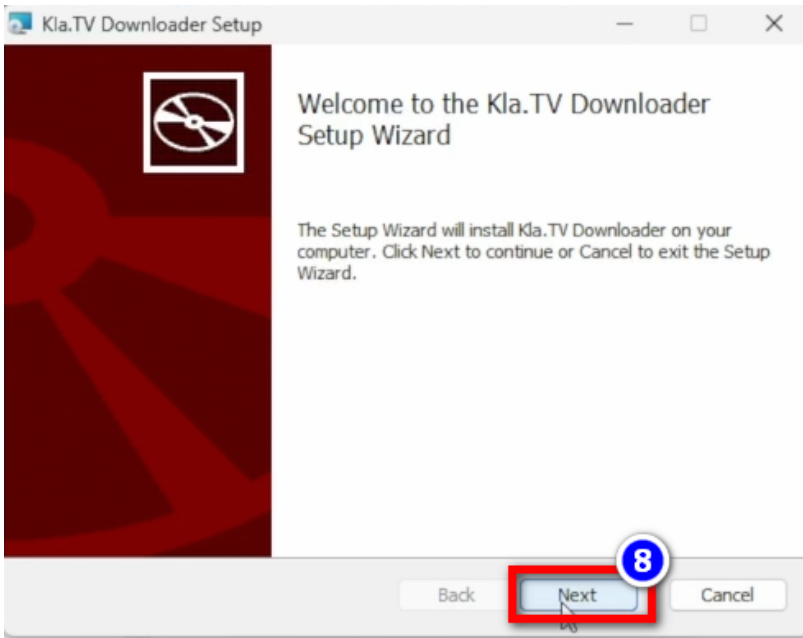 Kla.TV Downloader Setup
Welcome to the Kla.TV Downloader
Setup Wizard
The Setup Wizard will install Kla.TV Downloader on your
computer. Click Next to continue or Cancel to exit the Setup
Wizard.
8
Back Next Cancel